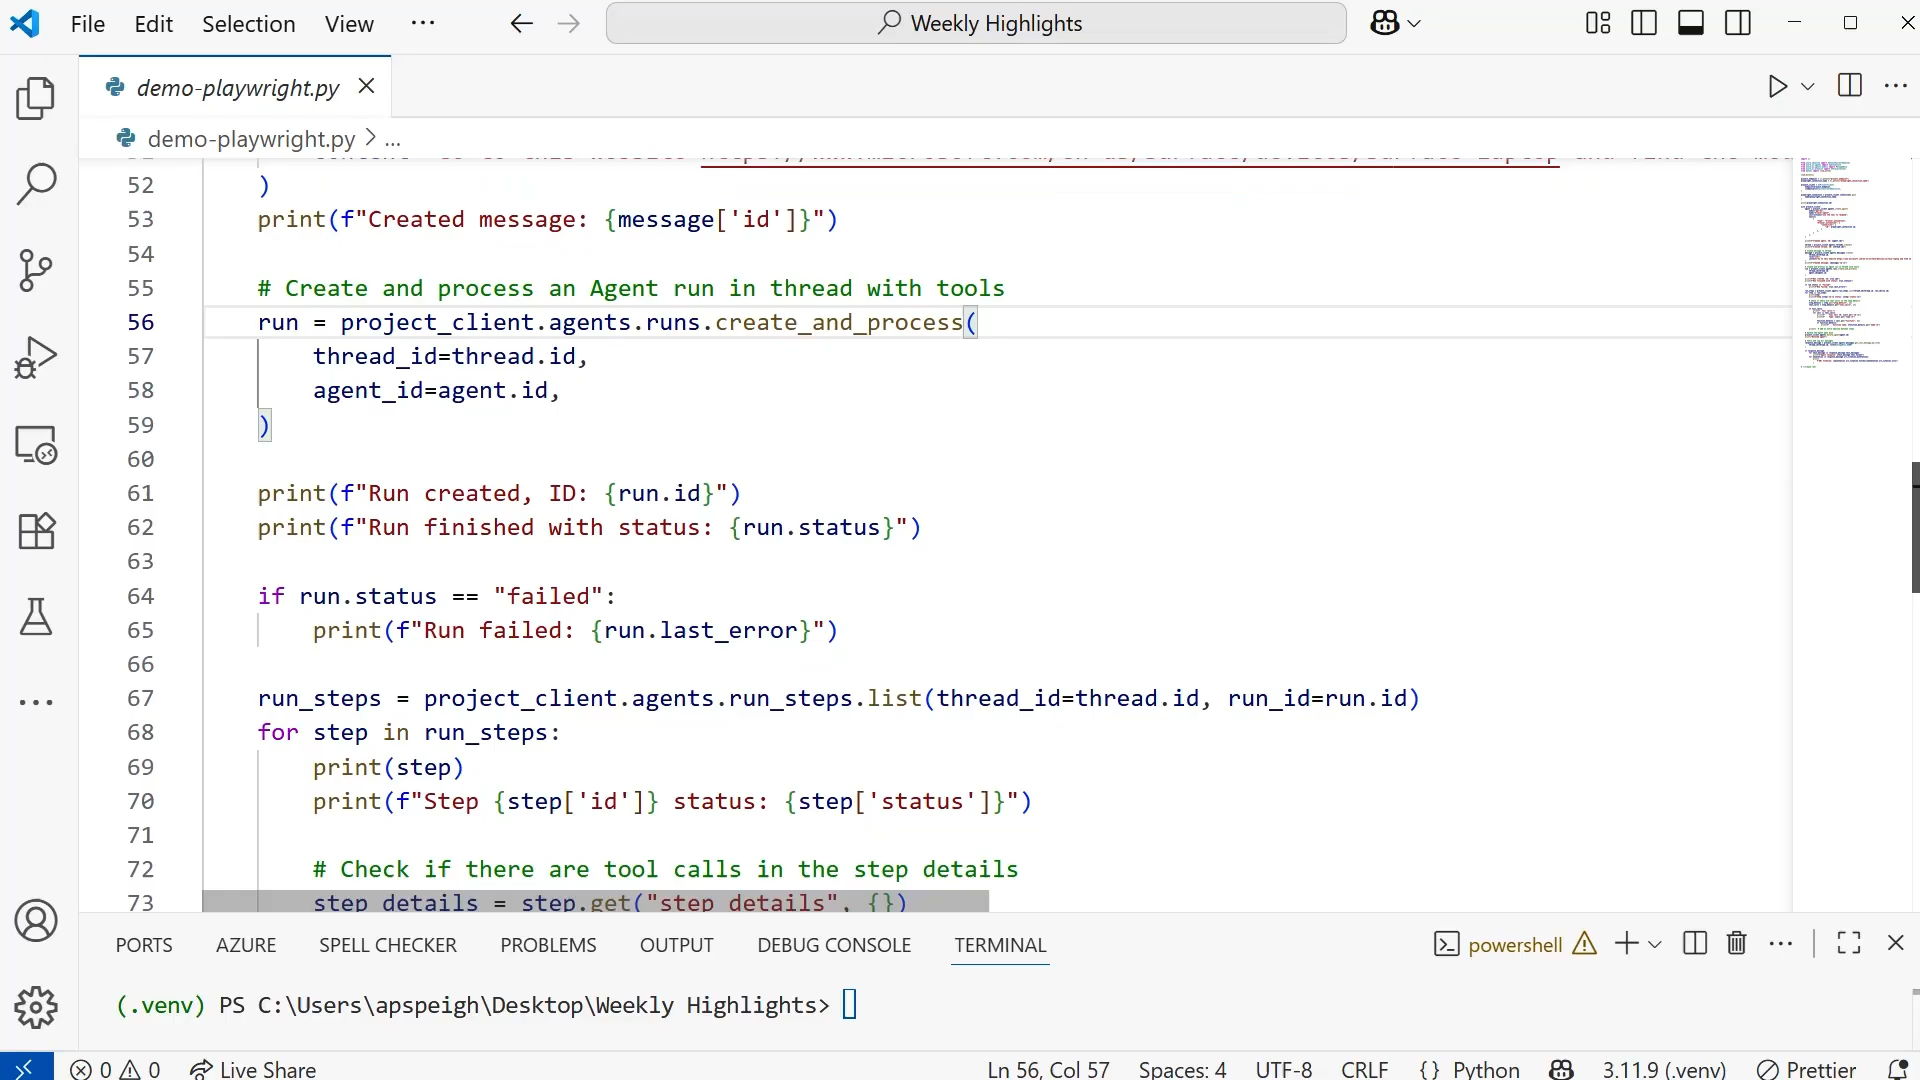 File Edit Selection View ... Weekly Highlights
demo-playwright.py
demo-playwright.py > ...
52 )
53 print(f"Created message: {message['id']}")
54
55 # Create and process an Agent run in thread with tools
56 run = project_client.agents.runs.create_and_process(
57 thread_id=thread.id,
58 agent_id=agent.id,
59 )
60
61 print(f"Run created, ID: {run.id}")
62 print(f"Run finished with status: {run.status}")
63
64 if run.status == "failed":
65 print(f"Run failed: {run.last_error}")
66
67 run_steps = project_client.agents.run_steps.list(thread_id=thread.id, run_id=run.id)
68 for step in run_steps:
69 print(step)
70 print(f"Step {step['id']} status: {step['status']}")
71
72 # Check if there are tool calls in the step details
73 step_details = step.get("step_details", {})
PORTS AZURE SPELL CHECKER PROBLEMS OUTPUT DEBUG CONSOLE TERMINAL powershell
(.venv) PS C:\Users\apspeigh\Desktop\Weekly Highlights>
0 0 Live Share Ln 56, Col 57 Spaces: 4 UTF-8 CRLF {} Python 3.11.9 (.venv) Prettier